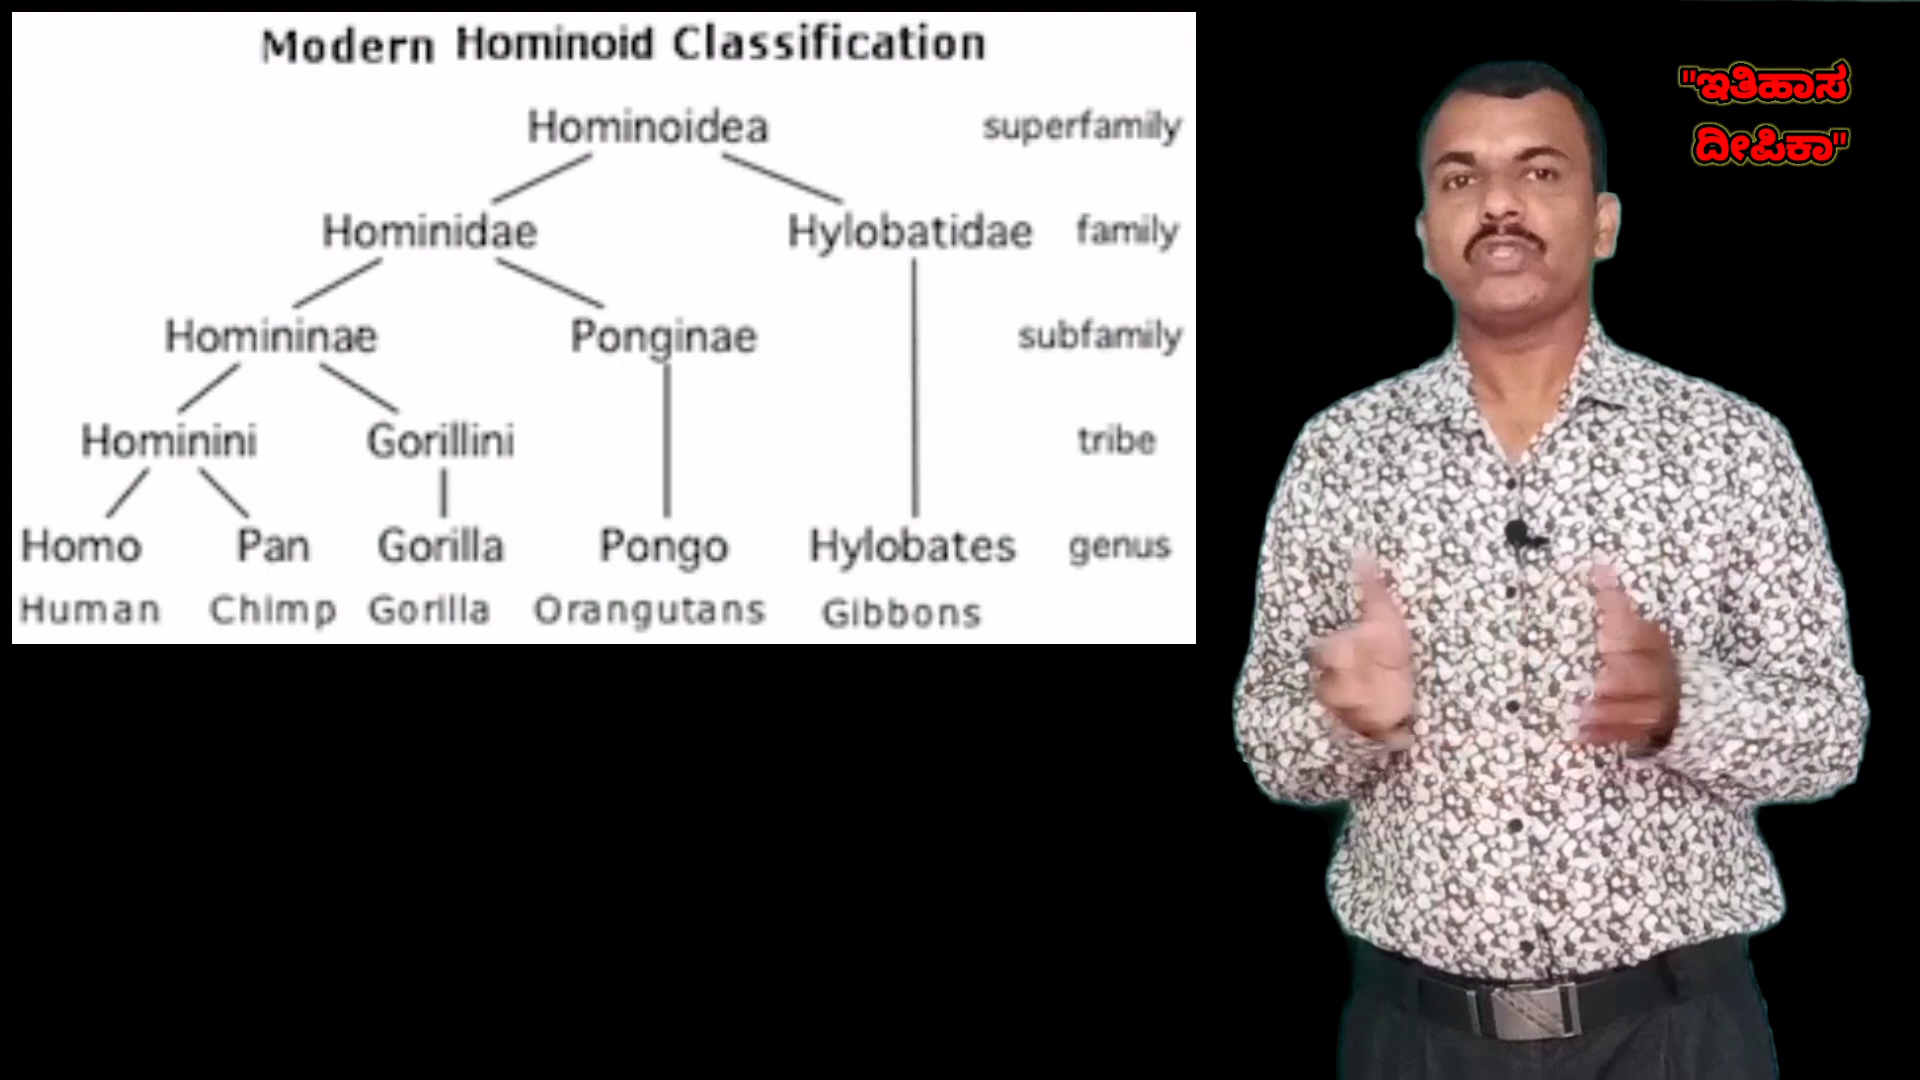 Modern Hominoid Classification
Hominoidea superfamily
Hominidae Hylobatidae family
Homininae Ponginae subfamily
Hominini Gorillini tribe
Homo Pan Gorilla Pongo Hylobates genus
Human Chimp Gorilla Orangutans Gibbons
"ಇತಿಹಾಸ
ದೀಪಿಕಾ"